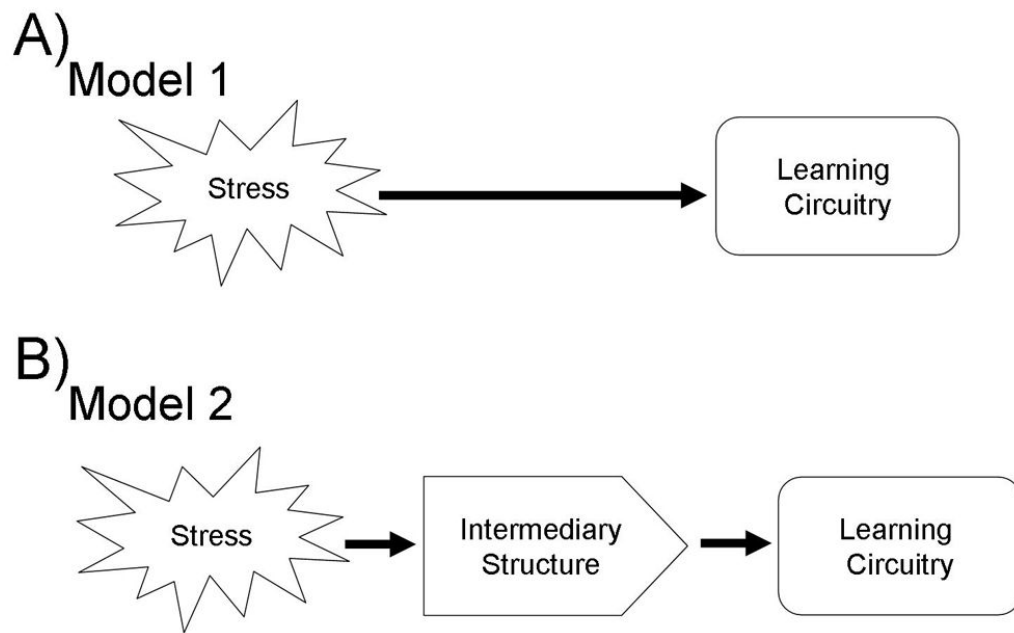 A)
Model 1
Stress
Learning
Circuitry
B)
Model 2
Stress
Intermediary
Structure
Learning
Circuitry